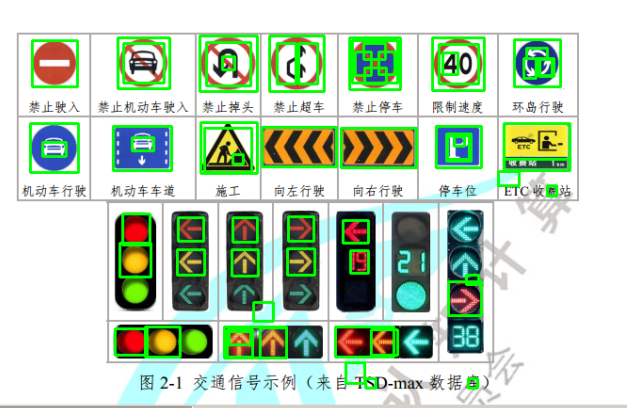 40
禁止驶入 禁止机动车驶入 禁止掉头 禁止超车 禁止停车 限制速度 环岛行驶
P ETC
收费站
机动车行驶 机动车车道 施工 向左行驶 向右行驶 停车位 ETC 收费站
19 21
38
图 2-1 交通信号示例（来自 TSD-max 数据库）